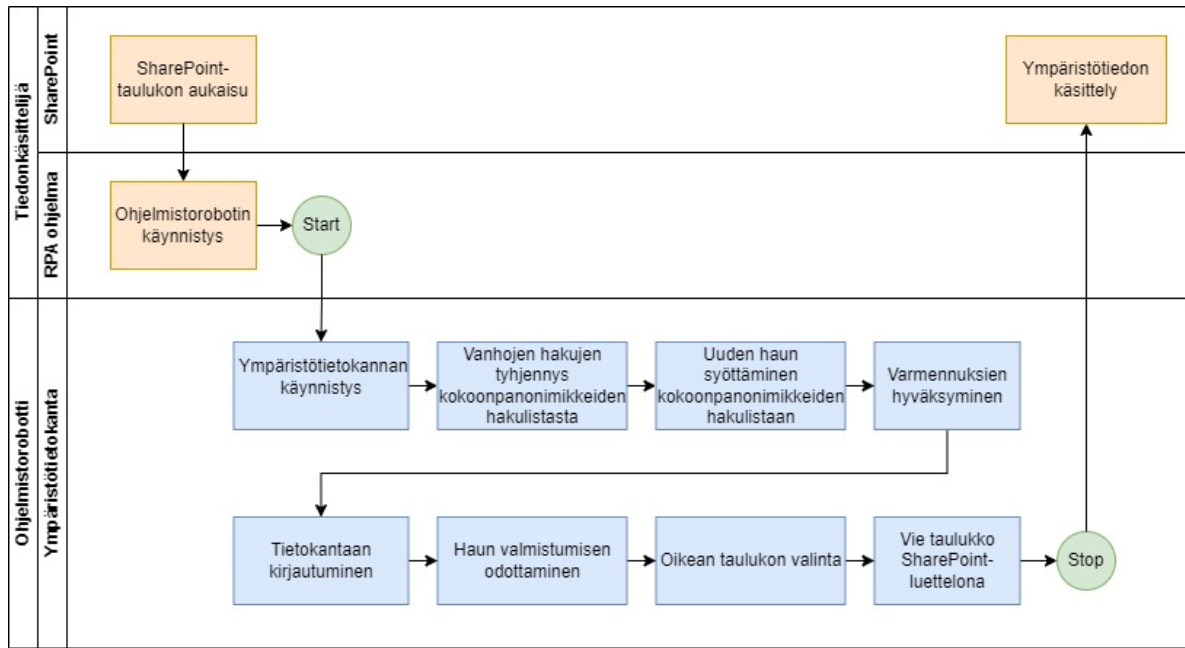 Tiedonkäsittelijä
SharePoint
SharePoint-
taulukon aukaisu
Ympäristötiedon
käsittely
RPA ohjelma
Ohjelmistorobotin
käynnistys
Start
Ohjelmistorobotti
Ympäristötietokanta
Ympäristötietokannan
käynnistys
Vanhojen hakujen
tyhjennys
kokoonpanonimikkeiden
hakulistasta
Uuden haun
syöttäminen
kokoonpanonimikkeiden
hakulistaan
Varmennuksien
hyväksyminen
Tietokantaan
kirjautuminen
Haun valmistumisen
odottaminen
Oikean taulukon valinta
Vie taulukko
SharePoint-
luettelona
Stop